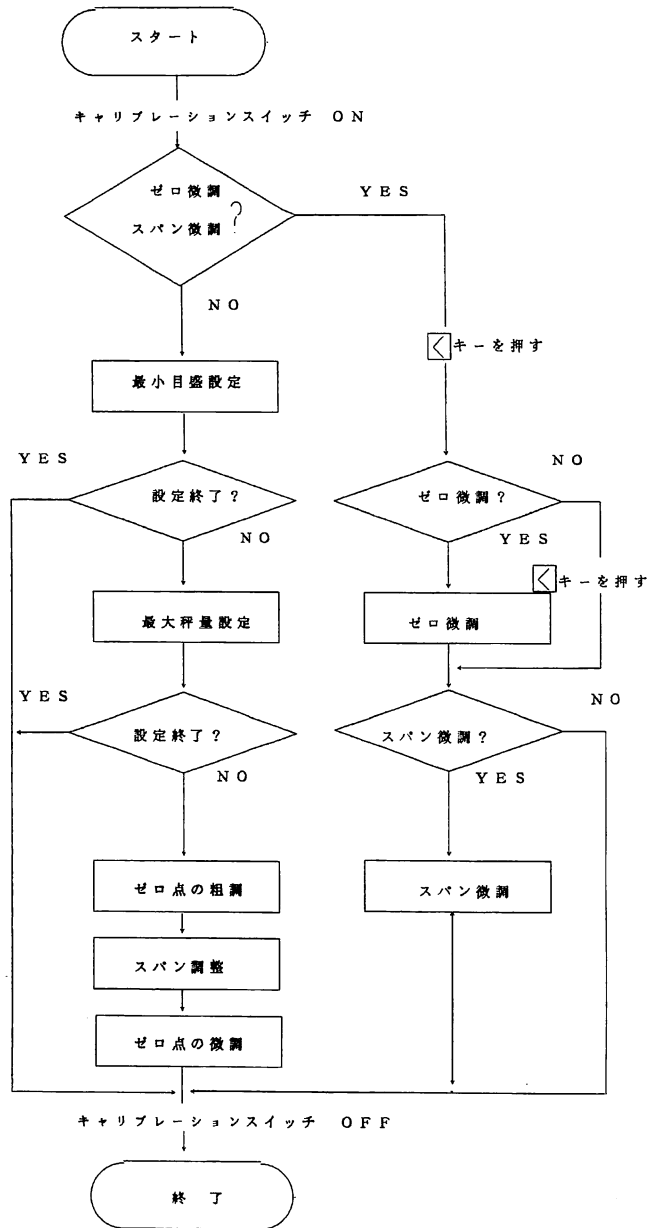 スタート
キャリブレーションスイッチ ON
ゼロ微調
スパン微調?
YES
NO
<キーを押す
最小目盛設定
YES
設定終了?
NO
ゼロ微調?
NO
YES
<キーを押す
最大秤量設定
ゼロ微調
YES
設定終了?
NO
スパン微調?
NO
YES
ゼロ点の粗調
スパン微調
スパン調整
ゼロ点の微調
キャリブレーションスイッチ OFF
終了